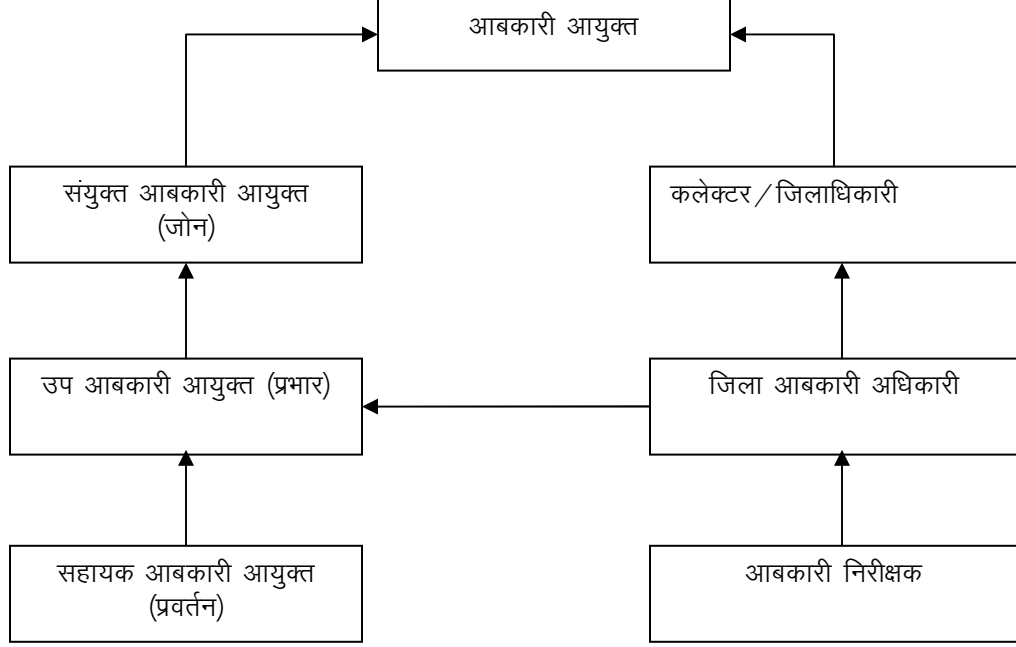 आबकारी आयुक्त
संयुक्त आबकारी आयुक्त
(जोन)
कलेक्टर/जिलाधिकारी
उप आबकारी आयुक्त (प्रभार)
जिला आबकारी अधिकारी
सहायक आबकारी आयुक्त
(प्रवर्तन)
आबकारी निरीक्षक